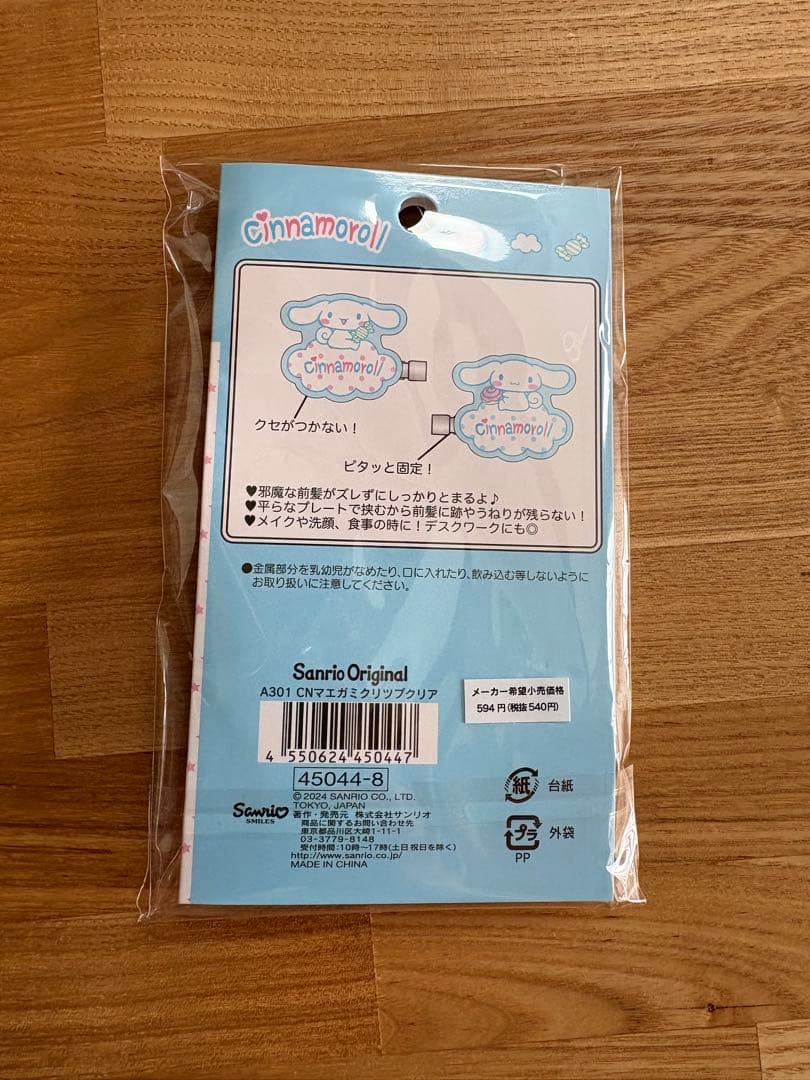 Cinnamoroll
Cinnamoroll
Cinnamoroll
クセがつかない!
ピタッと固定!
♥邪魔な前髪がズレずにしっかりとまるよ♪
♥平らなプレートで挟むから前髪に跡やうねりが残らない!
♥メイクや洗顔、食事の時に!デスクワークにも◎
●金属部分を乳幼児がなめたり、口に入れたり、飲み込む等しないように
お取り扱いに注意してください。
Sanrio Original
A301 CNマエガミクリツプクリア
メーカー希望小売価格
594円(税抜540円)
4 550624 450447
45044-8
©2024 SANRIO CO., LTD.
TOKYO, JAPAN
Sanrio
SMILES
著作・発売元 株式会社サンリオ
商品に関するお問い合わせ先
東京都品川区大崎1-11-1
03-3779-8148
受付時間:10時〜17時(土日祝日を除く)
http://www.sanrio.co.jp/
MADE IN CHINA
紙 台紙
プラ 外袋
PP